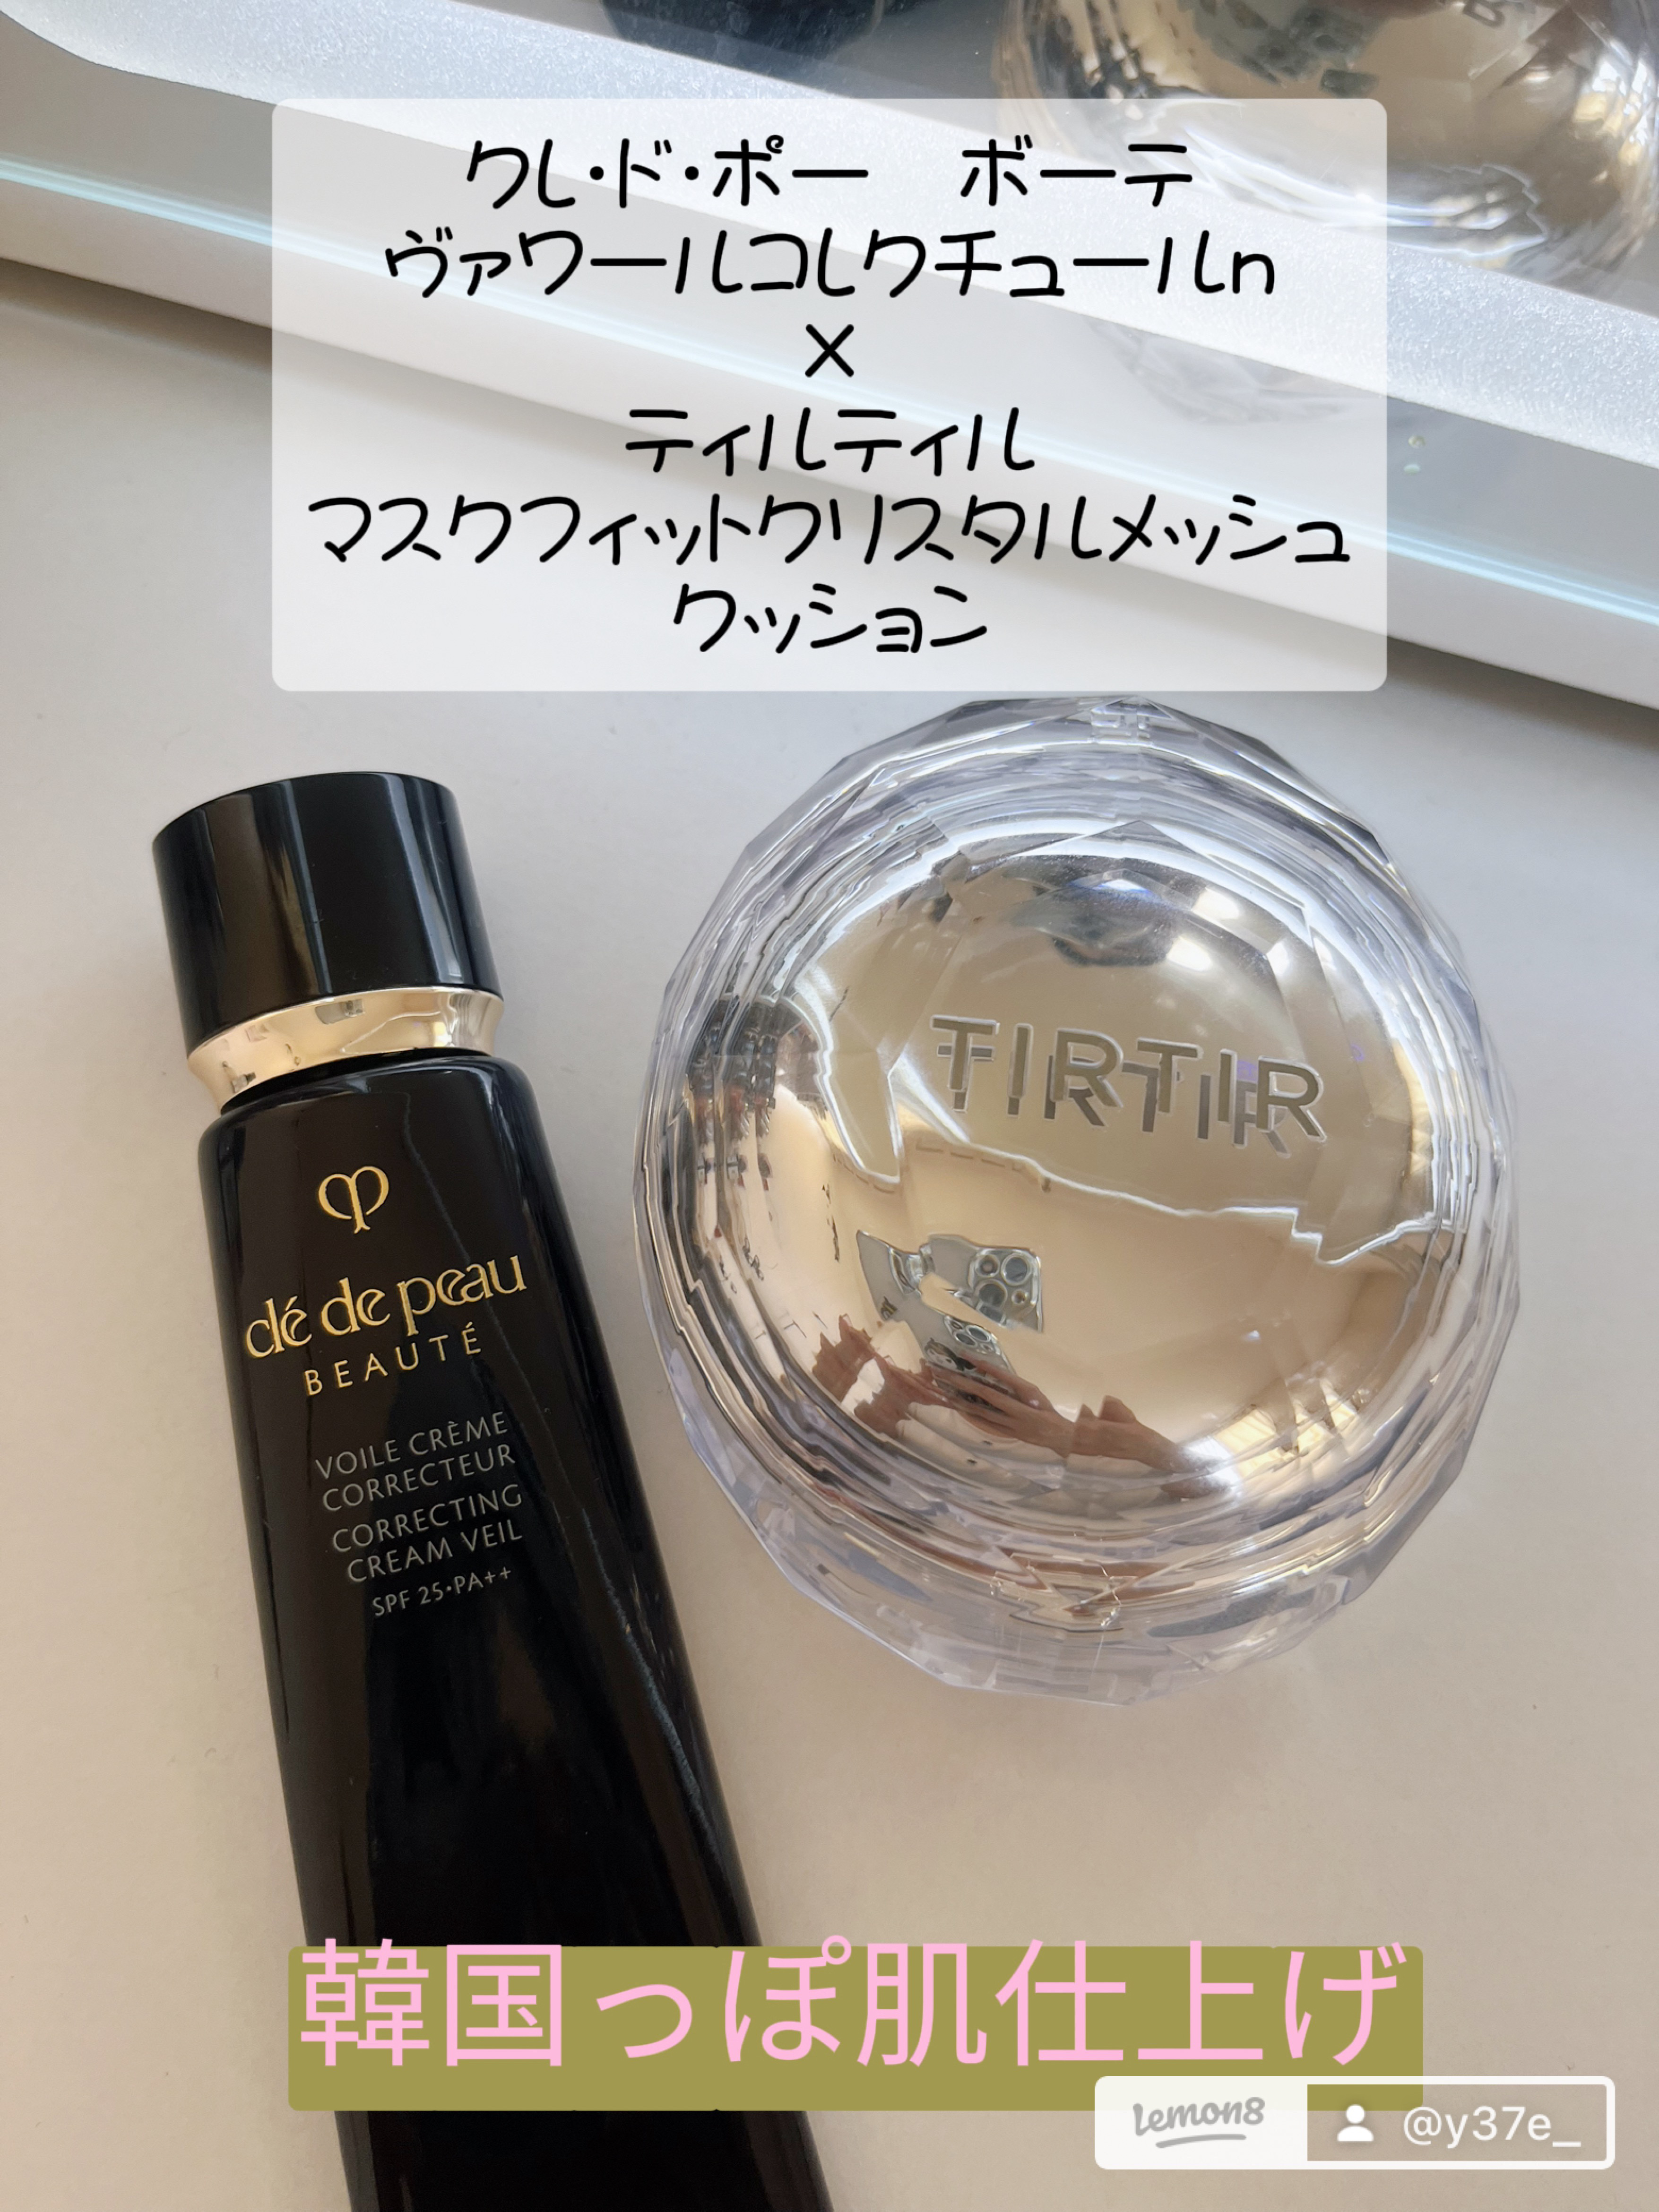 クレ・ド・ポー　ボーテ
ヴァワールコレクチュールn
×
ティルティル
マスクフィットクリスタルメッシュ
クッション
TIRTIR
clé de peau
BEAUTÉ
VOILE CRÈME
CORRECTEUR
CORRECTING
CREAM VEIL
SPF 25・PA++
韓国っぽ肌仕上げ
Lemon8
@y37e_